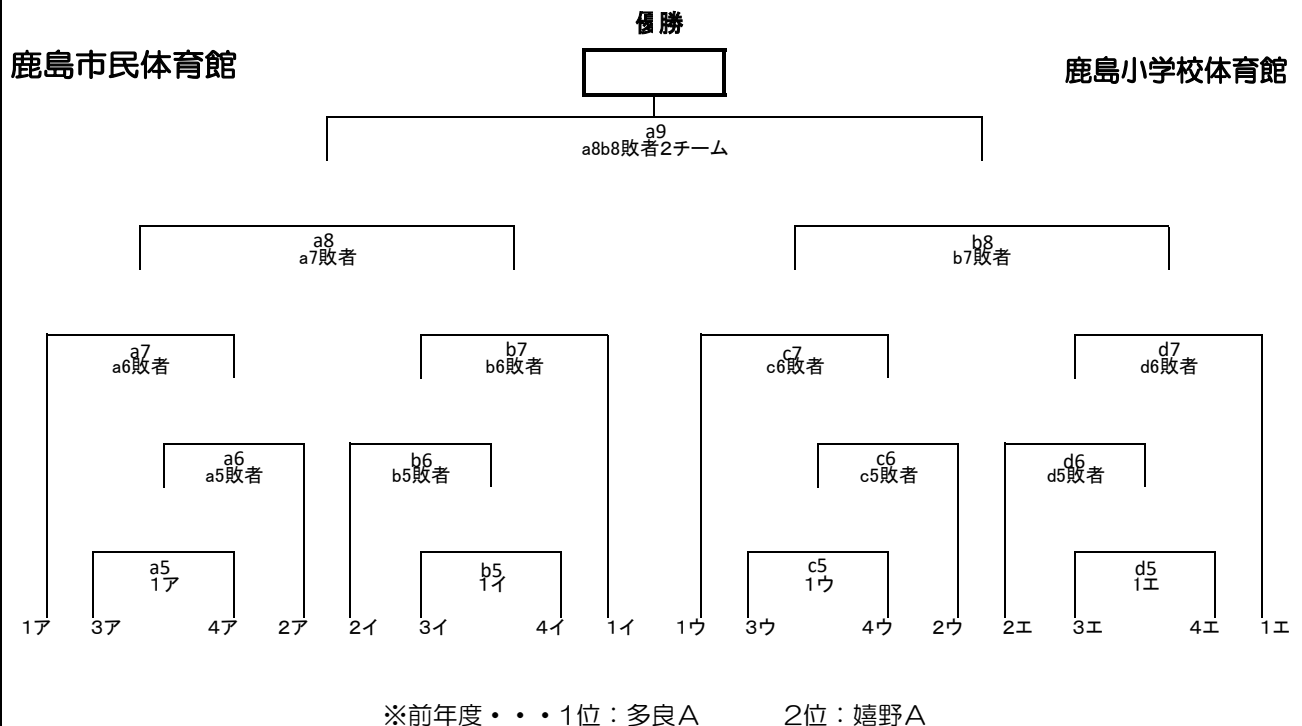 優勝
鹿島市民体育館
鹿島小学校体育館
a9
a8b8敗者2チーム
a8
a7敗者
b8
b7敗者
a7
a6敗者
b7
b6敗者
c7
c6敗者
d7
d6敗者
a6
a5敗者
b6
b5敗者
c6
c5敗者
d6
d5敗者
a5
1ア
b5
1イ
c5
1ウ
d5
1エ
1ア 3ア 4ア 2ア 2イ 3イ 4イ 1イ 1ウ 3ウ 4ウ 2ウ 2エ 3エ 4エ 1エ
※前年度・・・1位：多良A 2位：嬉野A